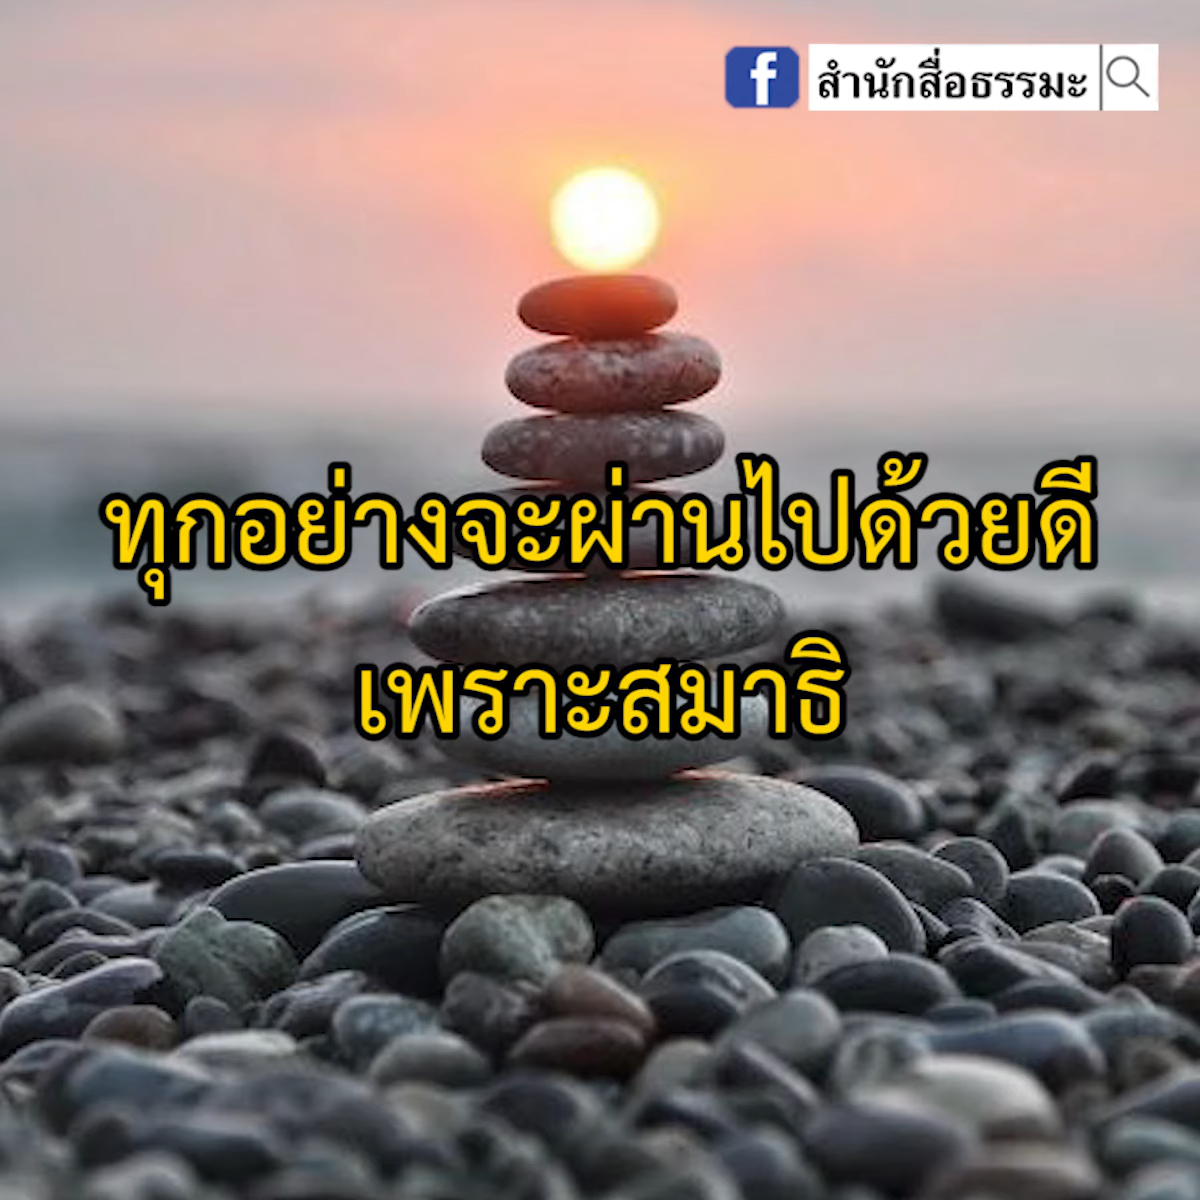 สำนักสื่อธรรมะ
ทุกอย่างจะผ่านไปด้วยดี
เพราะสมาธิ